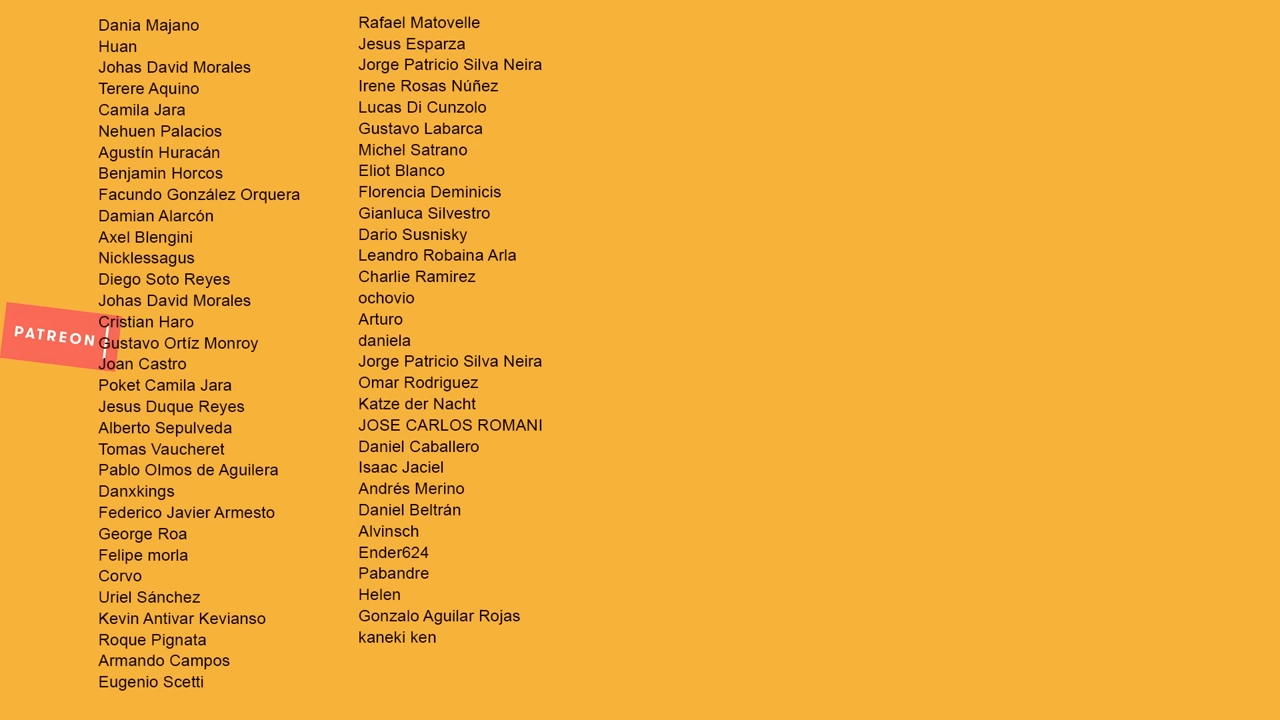 Dania Majano
Huan
Johas David Morales
Terere Aquino
Camila Jara
Nehuen Palacios
Agustín Huracán
Benjamin Horcos
Facundo González Orquera
Damian Alarcón
Axel Blengini
Nicklessagus
Diego Soto Reyes
Johas David Morales
Cristian Haro
Gustavo Ortíz Monroy
Joan Castro
Poket Camila Jara
Jesus Duque Reyes
Alberto Sepulveda
Tomas Vaucheret
Pablo Olmos de Aguilera
Danxkings
Federico Javier Armesto
George Roa
Felipe morla
Corvo
Uriel Sánchez
Kevin Antivar Kevianso
Roque Pignata
Armando Campos
Eugenio Scetti
PATREON
Rafael Matovelle
Jesus Esparza
Jorge Patricio Silva Neira
Irene Rosas Núñez
Lucas Di Cunzolo
Gustavo Labarca
Michel Satrano
Eliot Blanco
Florencia Deminicis
Gianluca Silvestro
Dario Susnisky
Leandro Robaina Arla
Charlie Ramirez
ochovio
Arturo
daniela
Jorge Patricio Silva Neira
Omar Rodriguez
Katze der Nacht
JOSE CARLOS ROMANI
Daniel Caballero
Isaac Jaciel
Andrés Merino
Daniel Beltrán
Alvinsch
Ender624
Pabandre
Helen
Gonzalo Aguilar Rojas
kaneki ken